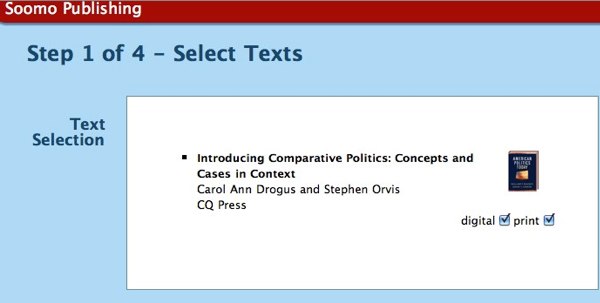 Soomo Publishing
Step 1 of 4 – Select Texts
Text
Selection
Introducing Comparative Politics: Concepts and
Cases in Context
Carol Ann Drogus and Stephen Orvis
CQ Press
AMERICAN
POLITICS
TODAY
digital print